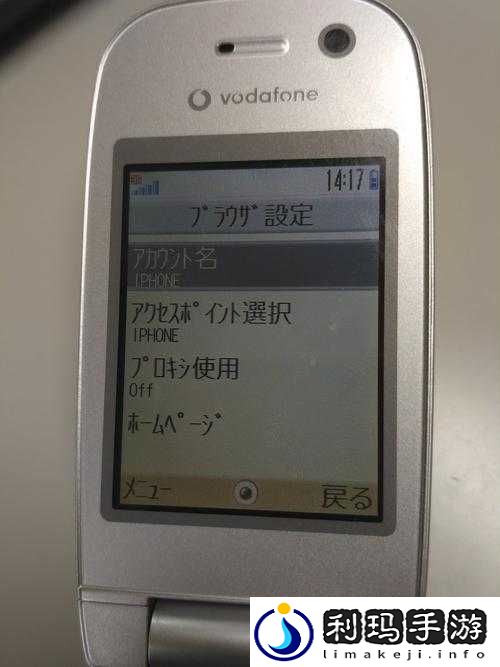 vodafone
3G
14:17
ﾌﾞﾗｳｻﾞ設定
ｱｶｳﾝﾄ名
IPHONE
ｱｸｾｽﾎﾟｲﾝﾄ選択
IPHONE
ﾌﾟﾛｷｼ使用
Off
ﾎｰﾑﾍﾟｰｼﾞ
ﾒﾆｭｰ
戻る
利玛手游
limakeji.info